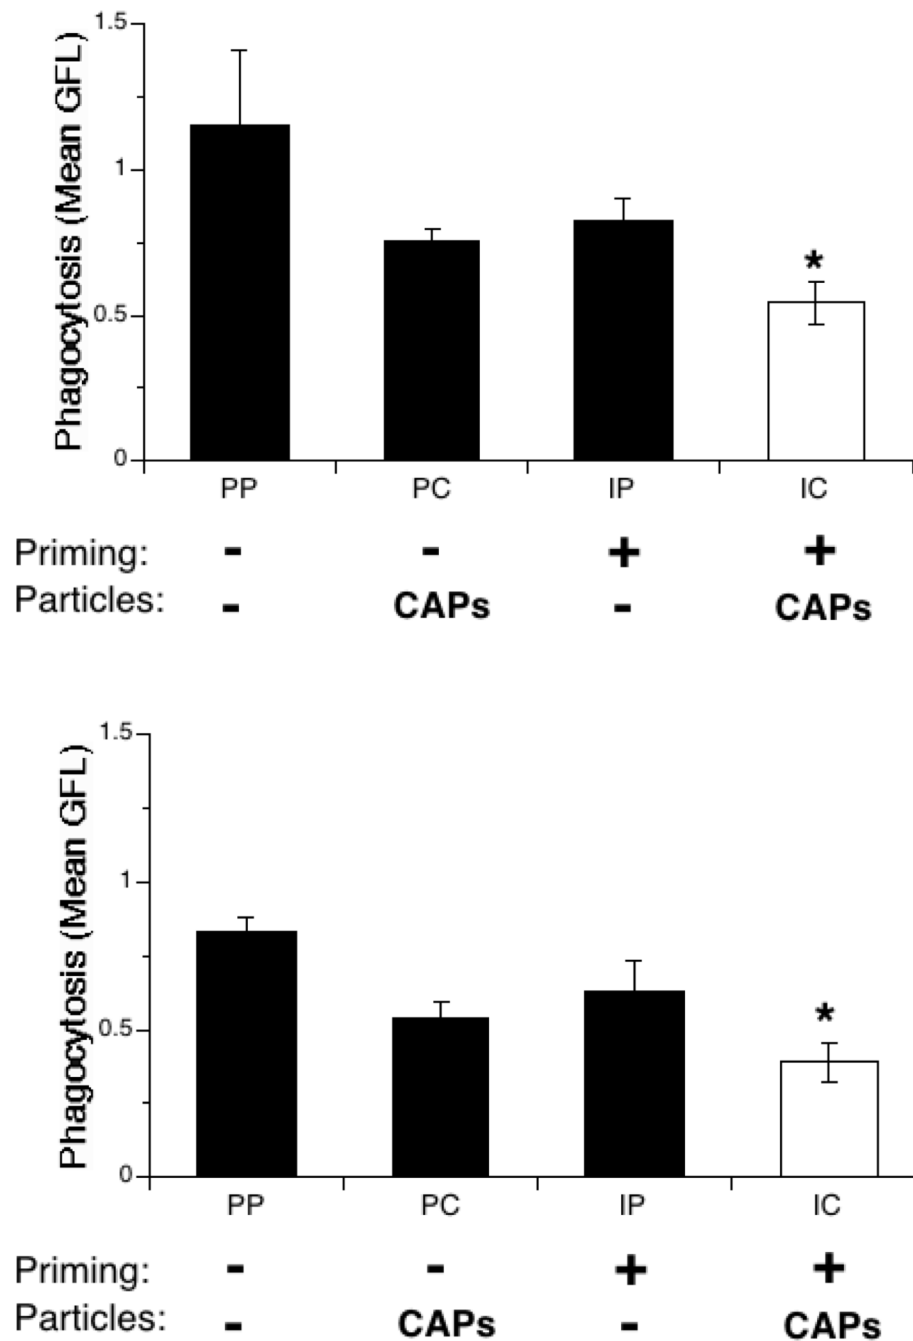 Phagocytosis (Mean GFL)
1.5
1
0.5
0
*
PP PC IP IC
Priming: - - + +
Particles: - CAPs - CAPs
Phagocytosis (Mean GFL)
1.5
1
0.5
0
*
PP PC IP IC
Priming: - - + +
Particles: - CAPs - CAPs